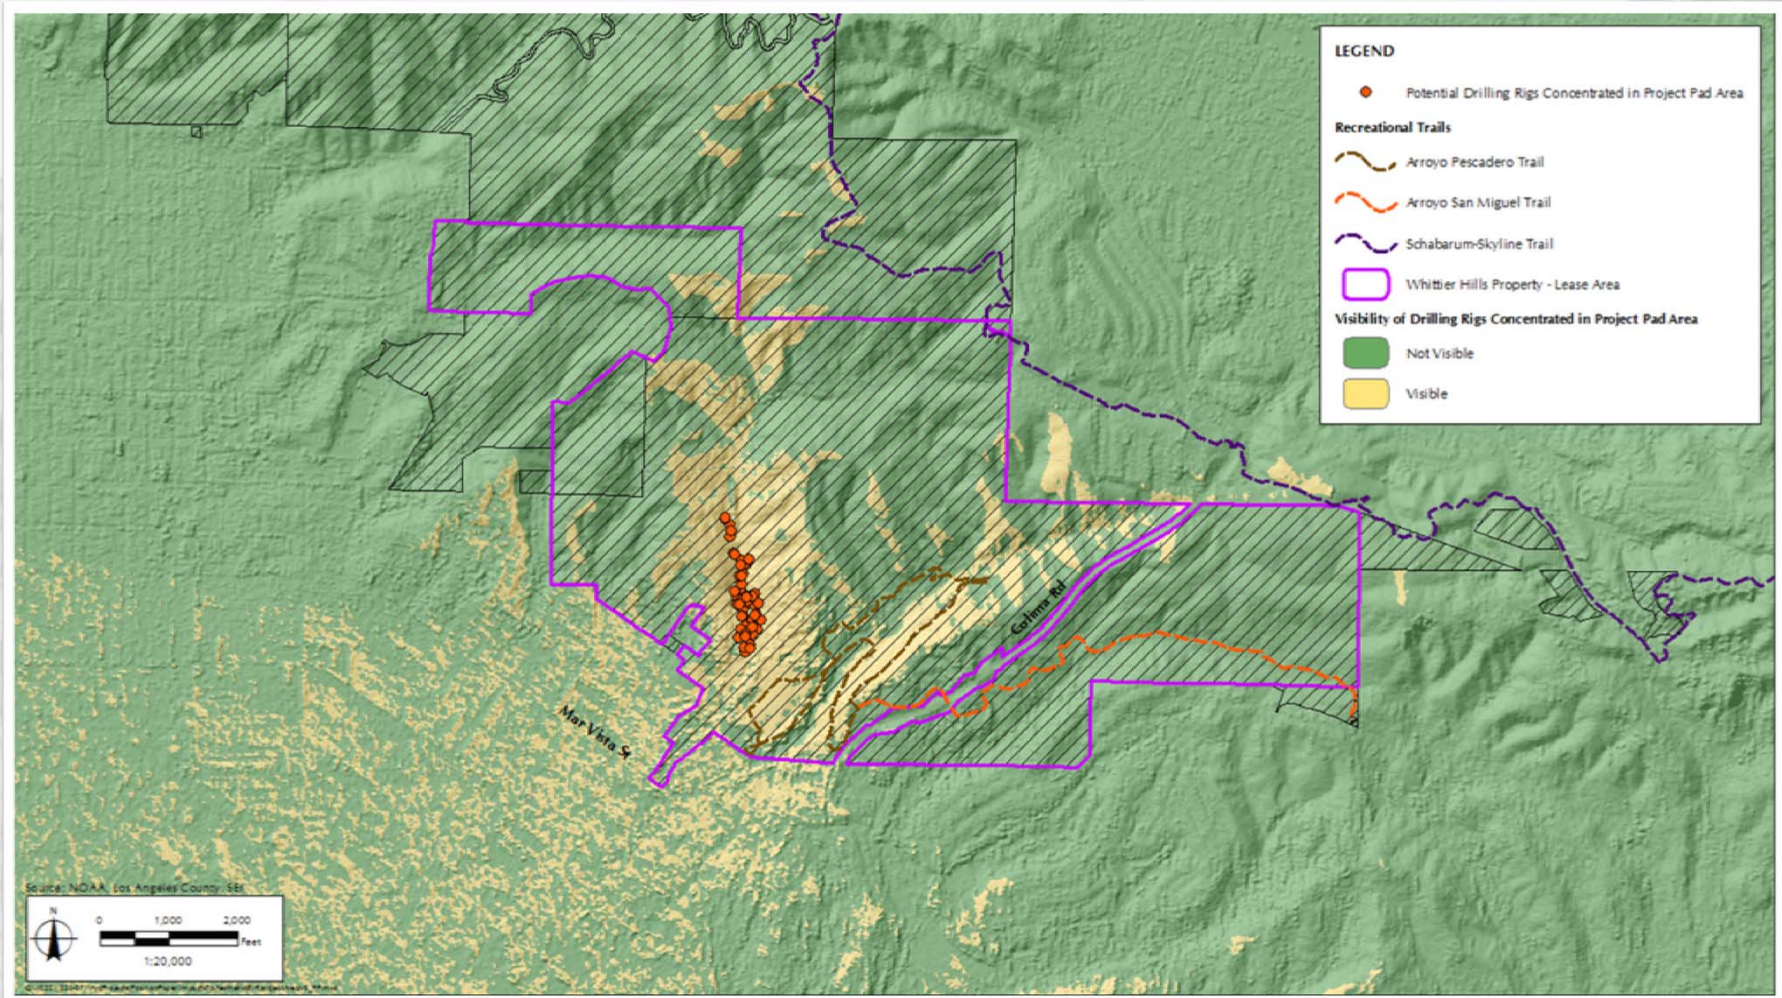 LEGEND
Potential Drilling Rigs Concentrated in Project Pad Area
Recreational Trails
Arroyo Pescadero Trail
Arroyo San Miguel Trail
Schabarum-Skyline Trail
Whittier Hills Property - Lease Area
Visibility of Drilling Rigs Concentrated in Project Pad Area
Not Visible
Visible
Colima Rd
Mar Vista St
Source: NOAA, Los Angeles County, SEI
N
0 1,000 2,000
Feet
1:20,000